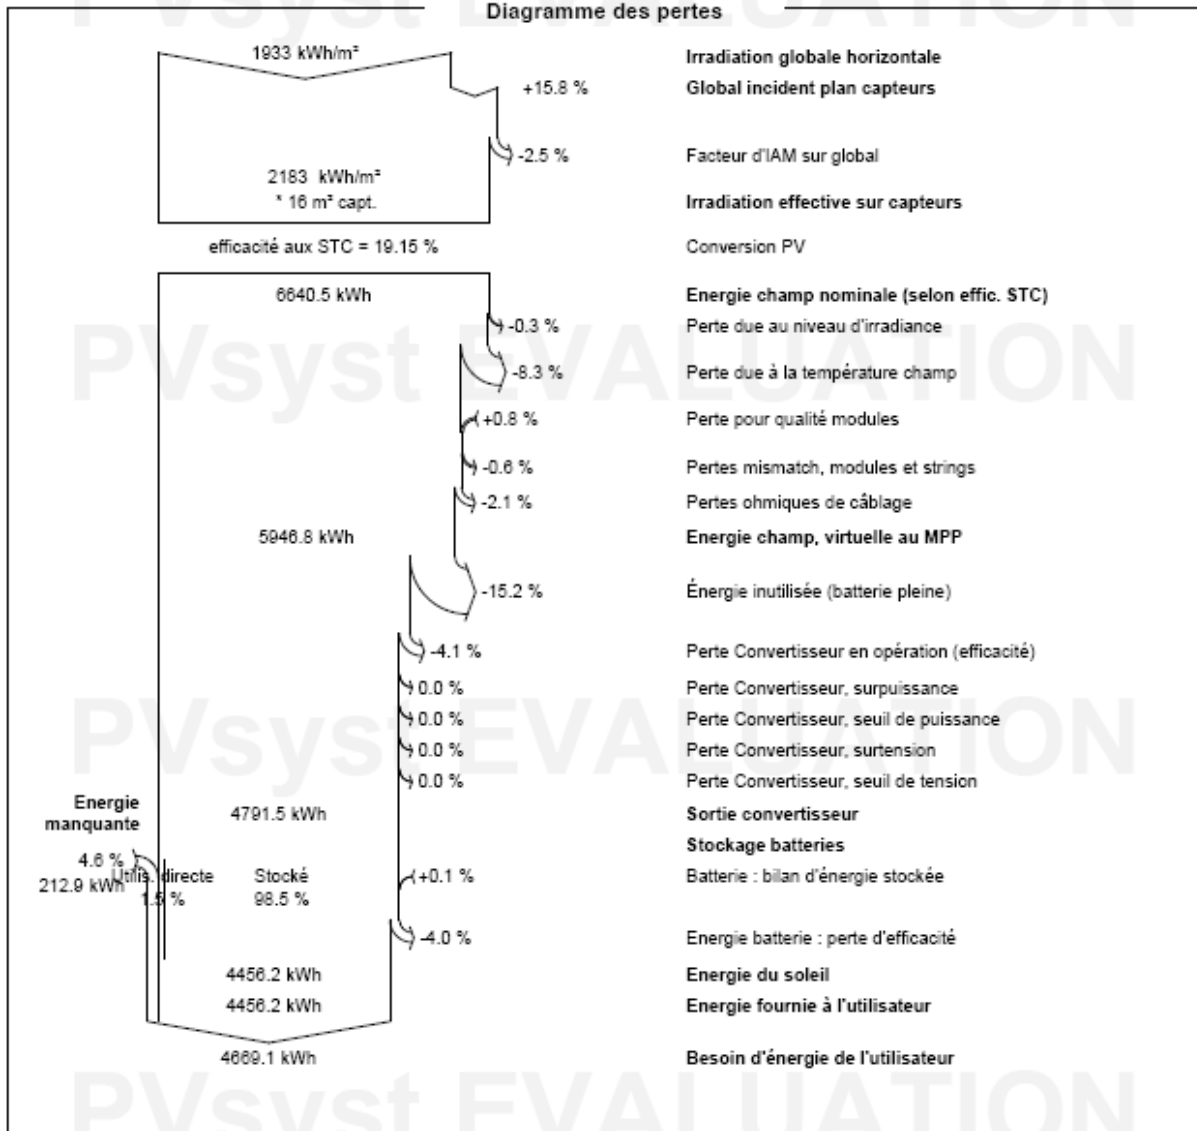 Diagramme des pertes
1933 kWh/m² Irradiation globale horizontale
+15.8 % Global incident plan capteurs
-2.5 % Facteur d'IAM sur global
2183 kWh/m²
* 16 m² capt. Irradiation effective sur capteurs
efficacité aux STC = 19.15 % Conversion PV
6640.5 kWh Energie champ nominale (selon effic. STC)
-0.3 % Perte due au niveau d'irradiance
PVsyst EVALUATION
-8.3 % Perte due à la température champ
+0.8 % Perte pour qualité modules
-0.6 % Pertes mismatch, modules et strings
-2.1 % Pertes ohmiques de câblage
5946.8 kWh Energie champ, virtuelle au MPP
-15.2 % Énergie inutilisée (batterie pleine)
-4.1 % Perte Convertisseur en opération (efficacité)
0.0 % Perte Convertisseur, surpuissance
0.0 % Perte Convertisseur, seuil de puissance
PVsyst EVALUATION
0.0 % Perte Convertisseur, surtension
0.0 % Perte Convertisseur, seuil de tension
Energie
manquante
4791.5 kWh Sortie convertisseur
Stockage batteries
4.6 %
212.9 kWh
Utilis. directe
1.5 %
Stocké
98.5 %
+0.1 % Batterie : bilan d'énergie stockée
-4.0 % Energie batterie : perte d'efficacité
4456.2 kWh Energie du soleil
4456.2 kWh Energie fournie à l'utilisateur
4669.1 kWh Besoin d'énergie de l'utilisateur
PVsyst EVALUATION